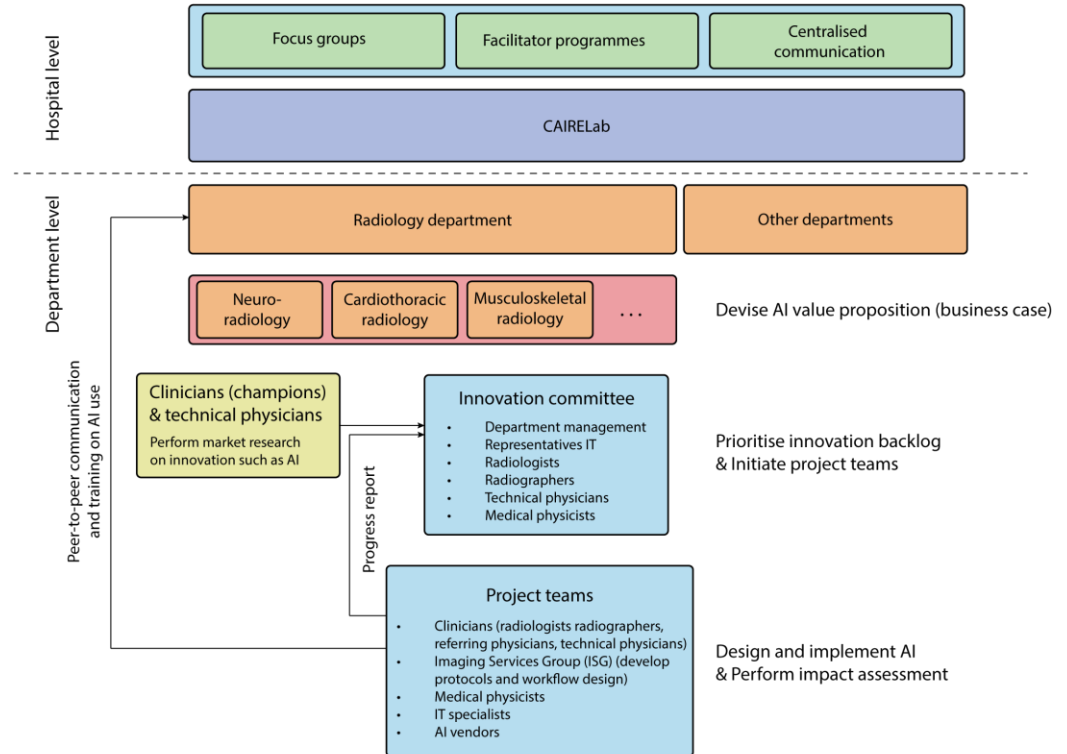 Hospital level
Focus groups
Facilitator programmes
Centralised
communication
CAIRELab
Department level
Radiology department
Other departments
Neuro-
radiology
Cardiothoracic
radiology
Musculoskeletal
radiology
...
Devise AI value proposition (business case)
Peer-to-peer communication
and training on AI use
Clinicians (champions)
& technical physicians
Perform market research
on innovation such as AI
Innovation committee
• Department management
• Representatives IT
• Radiologists
• Radiographers
• Technical physicians
• Medical physicists
Prioritise innovation backlog
& Initiate project teams
Progress report
Project teams
• Clinicians (radiologists radiographers,
referring physicians, technical physicians)
• Imaging Services Group (ISG) (develop
protocols and workflow design)
• Medical physicists
• IT specialists
• AI vendors
Design and implement AI
& Perform impact assessment